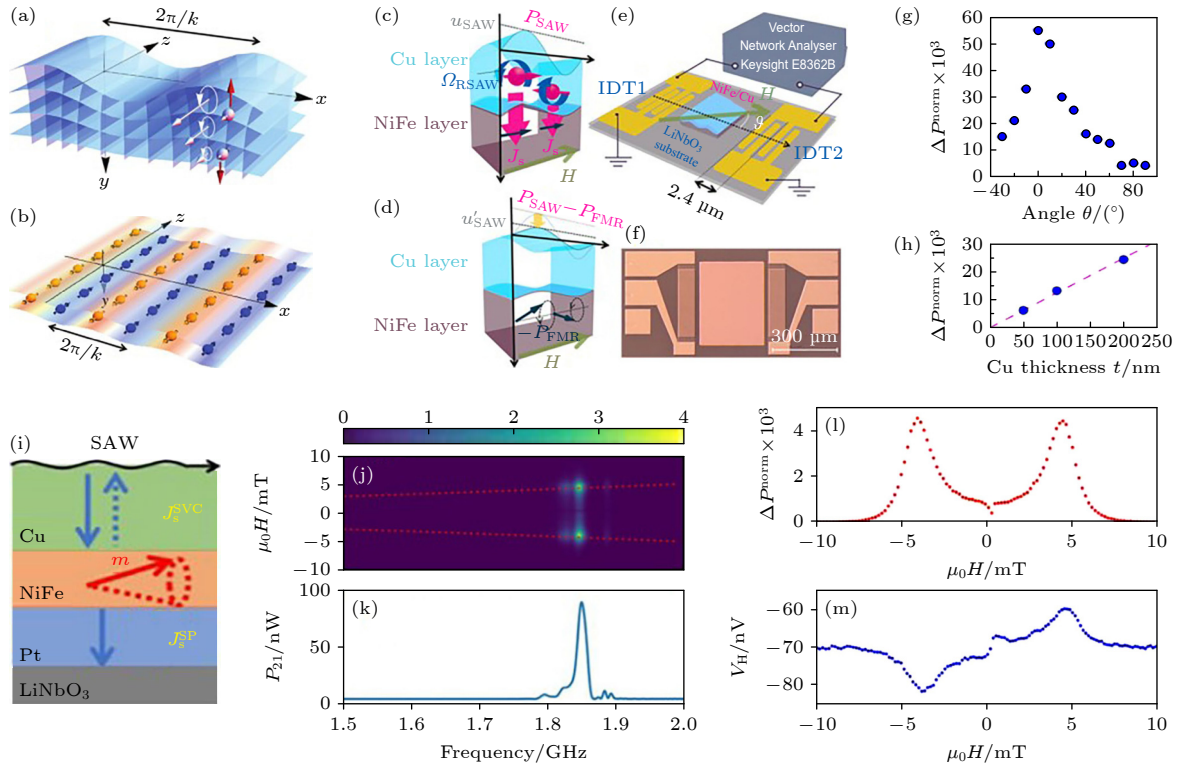 (a)
2π/k
z
x
y
(b)
z
y
x
2π/k
(c)
u_SAW
P_SAW
Cu layer
Ω_RSAW
NiFe layer
J_s
J_s
H
(d)
u′_SAW
P_SAW−P_FMR
Cu layer
NiFe layer
−P_FMR
H
(e)
Vector
Network Analyser
Keysight E8362B
IDT1
NiFe/Cu
H
ϑ
LiNbO3
substrate
IDT2
2.4 μm
(f)
300 μm
(g)
ΔP^norm×10^3
60
50
40
30
20
10
0
−40
0
40
80
Angle θ/(°)
(h)
ΔP^norm×10^3
30
20
10
0
0
50
100
150
200
250
Cu thickness t/nm
(i)
SAW
J_s^SVC
Cu
m
NiFe
J_s^SP
Pt
LiNbO3
0
1
2
3
4
(j)
μ0H/mT
10
5
0
−5
−10
(k)
P21/nW
100
50
0
1.5
1.6
1.7
1.8
1.9
2.0
Frequency/GHz
(l)
ΔP^norm×10^3
4
2
0
−10
−5
0
5
10
μ0H/mT
(m)
V_H/nV
−60
−70
−80
−10
−5
0
5
10
μ0H/mT